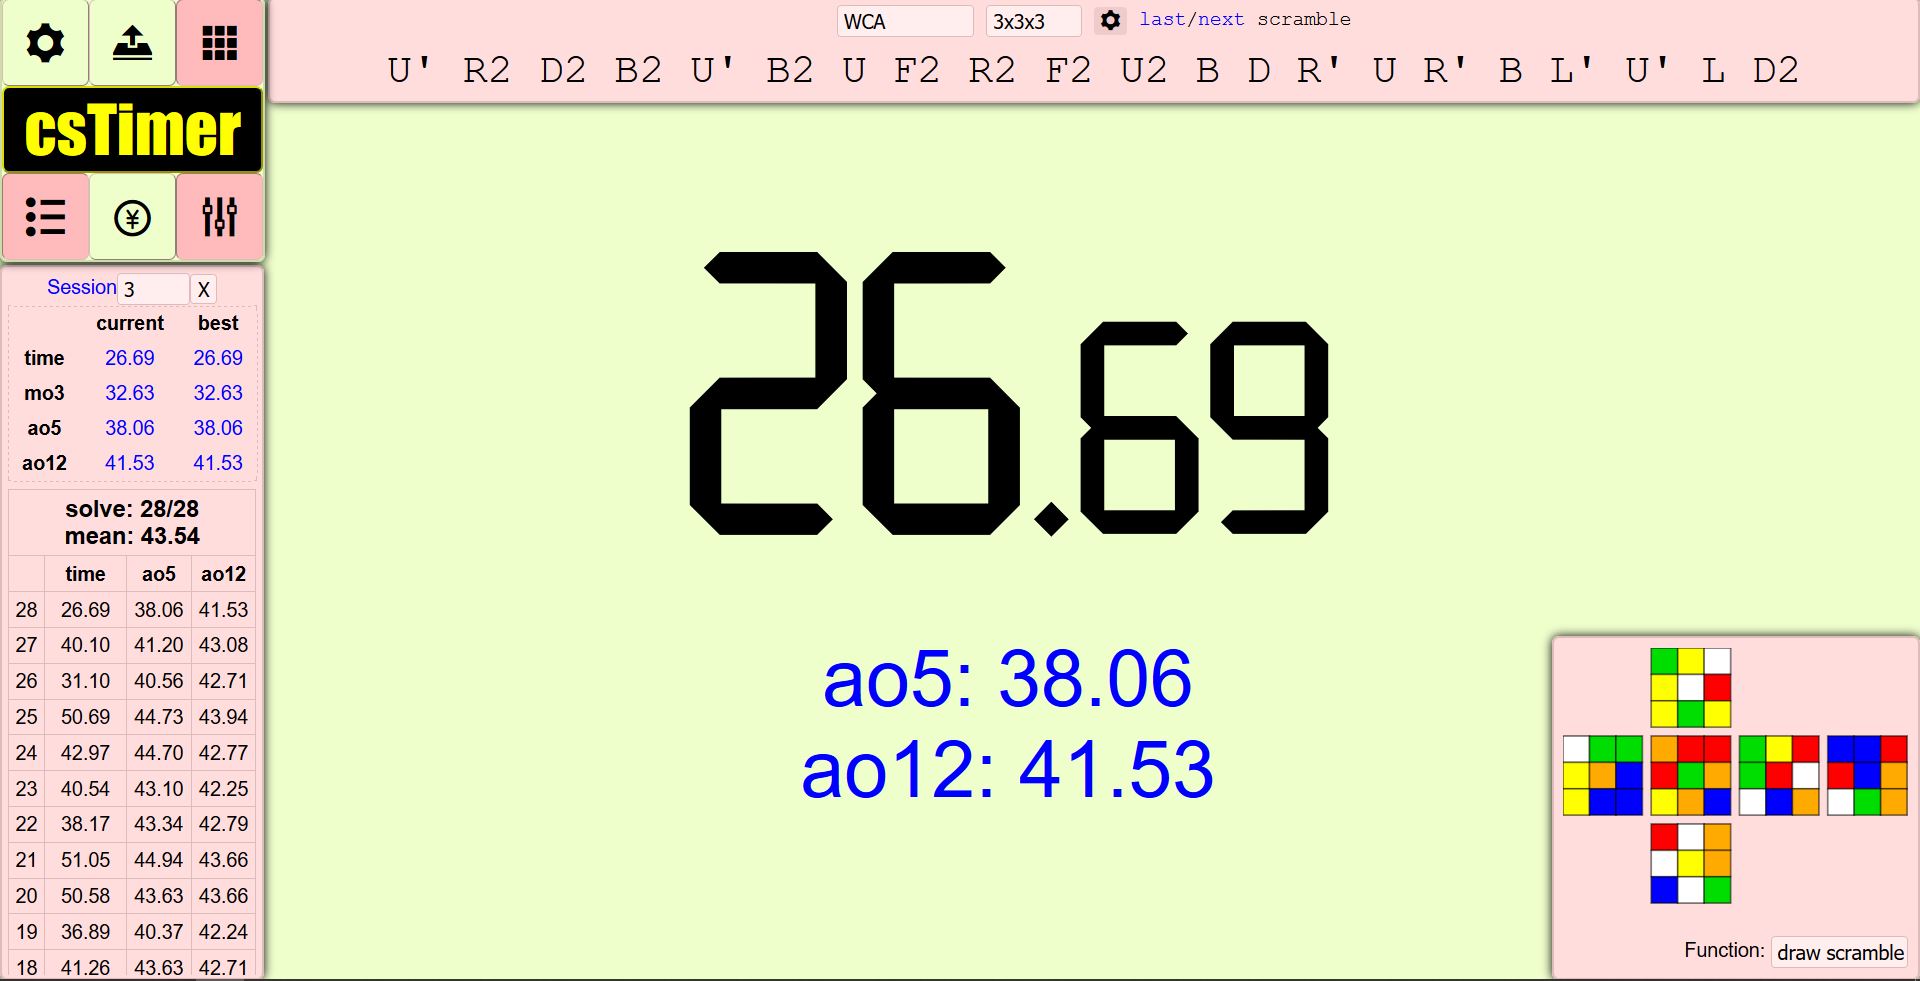 WCA 3x3x3 last/next scramble
U' R2 D2 B2 U' B2 U F2 R2 F2 U2 B D R' U R' B L' U' L D2
csTimer
¥
Session 3 X
current best
time 26.69 26.69
mo3 32.63 32.63
ao5 38.06 38.06
ao12 41.53 41.53
solve: 28/28
mean: 43.54
time ao5 ao12
28 26.69 38.06 41.53
27 40.10 41.20 43.08
26 31.10 40.56 42.71
25 50.69 44.73 43.94
24 42.97 44.70 42.77
23 40.54 43.10 42.25
22 38.17 43.34 42.79
21 51.05 44.94 43.66
20 50.58 43.63 43.66
19 36.89 40.37 42.24
18 41.26 43.63 42.71
26.69
ao5: 38.06
ao12: 41.53
Function: draw scramble